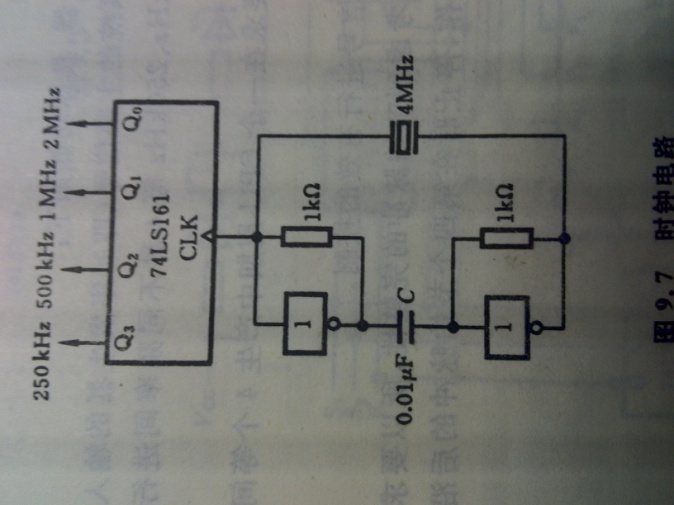 250 kHz 500 kHz 1 MHz 2 MHz
Q₃ Q₂ Q₁ Q₀
74LS161
CLK
1kΩ
4MHz
1
0.01μF C
1kΩ
1
图 9.7 时钟电路